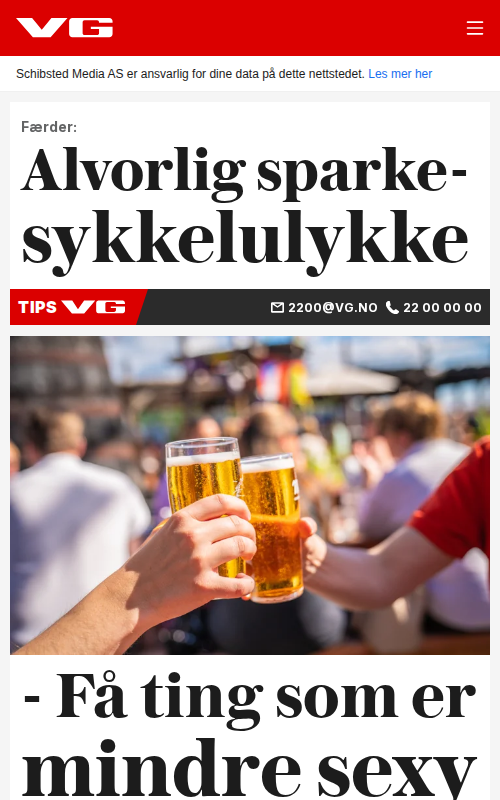 VG
Schibsted Media AS er ansvarlig for dine data på dette nettstedet. Les mer her
Færder:
Alvorlig sparke-
sykkelulykke
TIPS VG 2200@VG.NO 22 00 00 00
- Få ting som er
mindre sexy